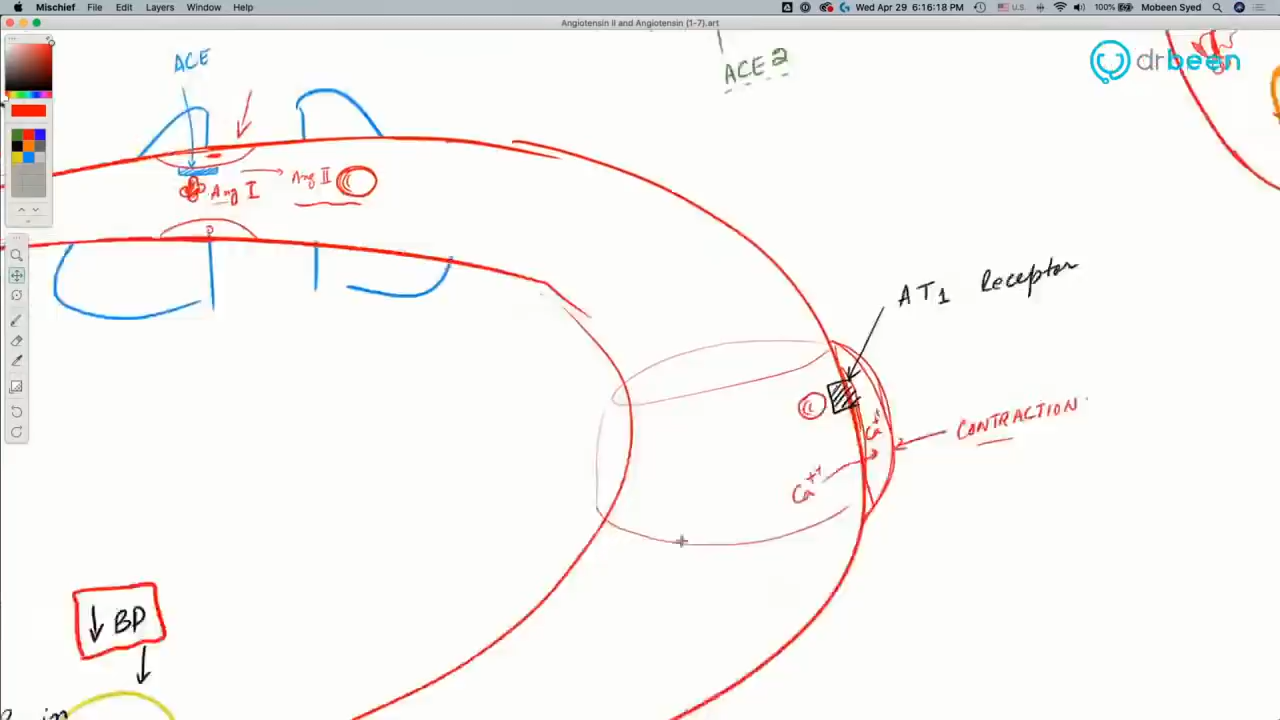 Mischief File Edit Layers Window Help
100% Wed Apr 29 6:16:18 PM U.S. Mobeen Syed
Angiotensin II and Angiotensin (1-7).art
drbeen
ACE
ACE 2
Ang I
Ang II
AT1 Receptor
Ca++
CONTRACTION
Ca++
↓ BP